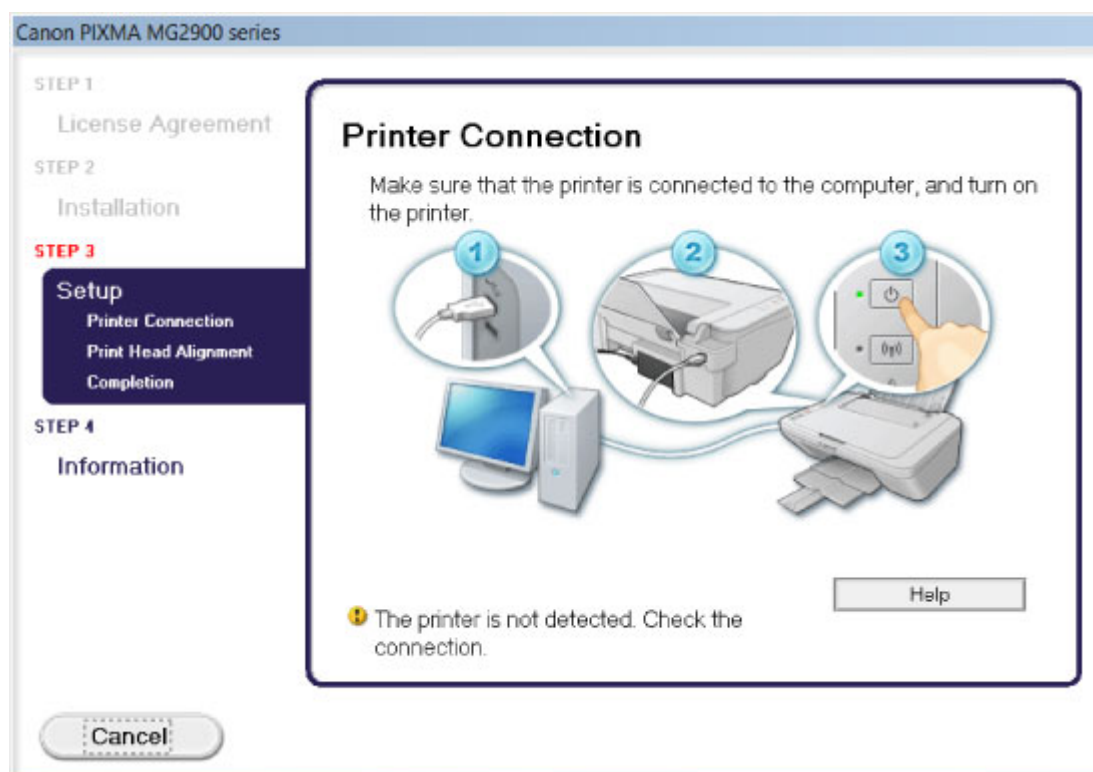 Canon PIXMA MG2900 series
STEP 1
License Agreement
STEP 2
Installation
STEP 3
Setup
Printer Connection
Print Head Alignment
Completion
STEP 4
Information
Printer Connection
Make sure that the printer is connected to the computer, and turn on
the printer.
1
2
3
Help
The printer is not detected. Check the
connection.
Cancel